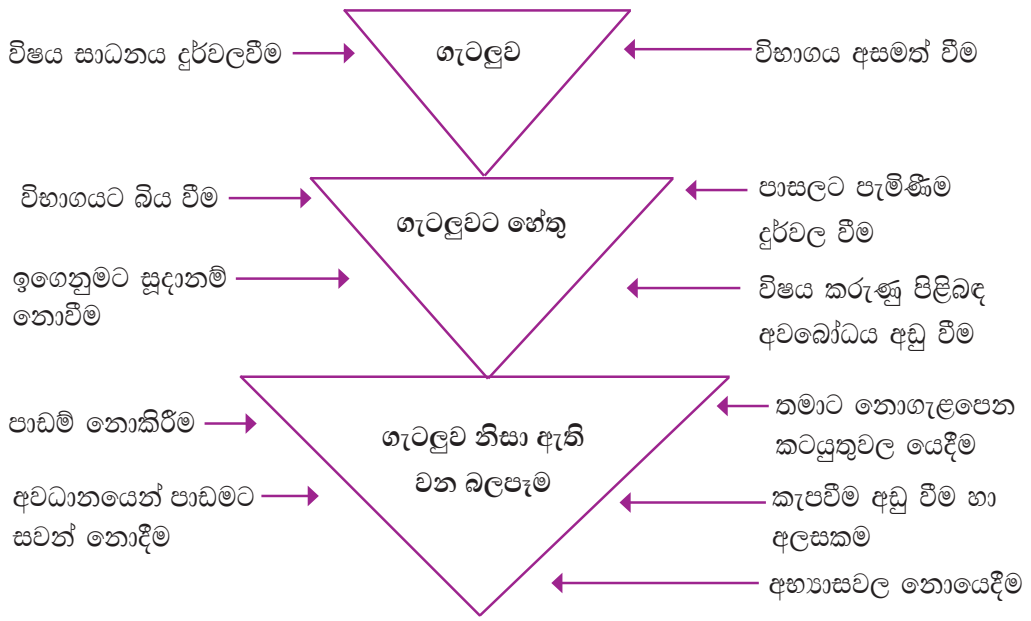 විෂය සාධනය දුර්වලවීම
ගැටලුව
විභාගය අසමත් වීම
විභාගයට බිය වීම
ගැටලුවට හේතු
පාසලට පැමිණීම
දුර්වල වීම
ඉගෙනුමට සූදානම්
නොවීම
විෂය කරුණු පිළිබඳ
අවබෝධය අඩු වීම
පාඩම් නොකිරීම
ගැටලුව නිසා ඇති
වන බලපෑම
තමාට නොගැළපෙන
කටයුතුවල යෙදීම
අවධානයෙන් පාඩමට
සවන් නොදීම
කැපවීම අඩු වීම හා
අලසකම
අභ්‍යාසවල නොයෙදීම